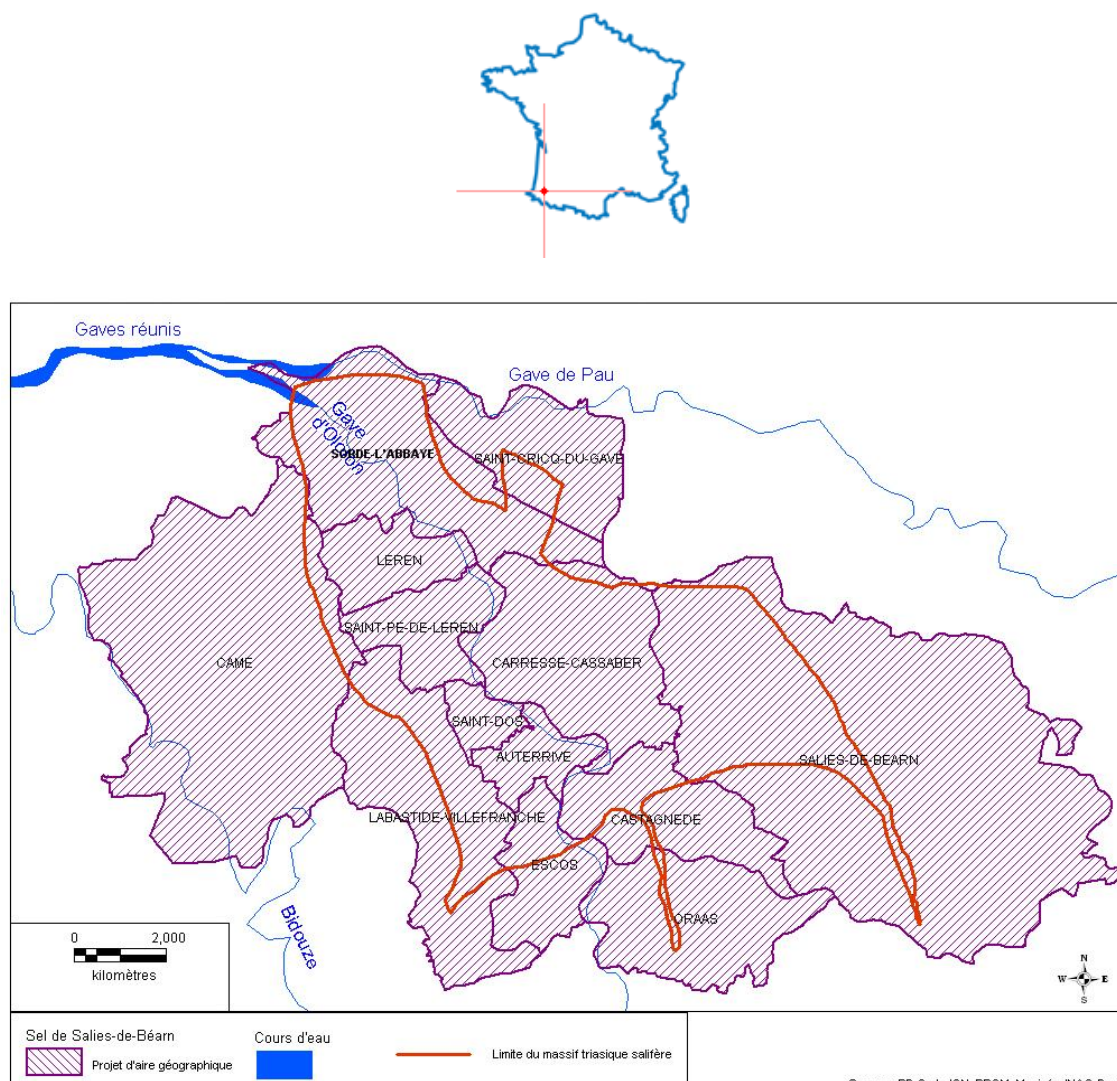 Gaves réunis
Gave de Pau
Gave
d'Oloron
SORDE-L'ABBAYE
SAINT-CRICQ-DU-GAVE
LEREN
SAINT-PE-DE-LEREN
CAME
CARRESSE-CASSABER
SAINT-DOS
AUTERRIVE
SALIES-DE-BEARN
LABASTIDE-VILLEFRANCHE
CASTAGNEDE
ESCOS
ORAAS
Bidouze
0 2,000
kilomètres
N
W E
S
Sel de Salies-de-Béarn
Cours d'eau
Projet d'aire géographique
Limite du massif triasique salifère